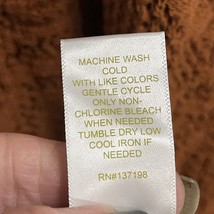 MACHINE WASH
COLD
WITH LIKE COLORS
GENTLE CYCLE
ONLY NON-
CHLORINE BLEACH
WHEN NEEDED
TUMBLE DRY LOW
COOL IRON IF
NEEDED
RN#137198